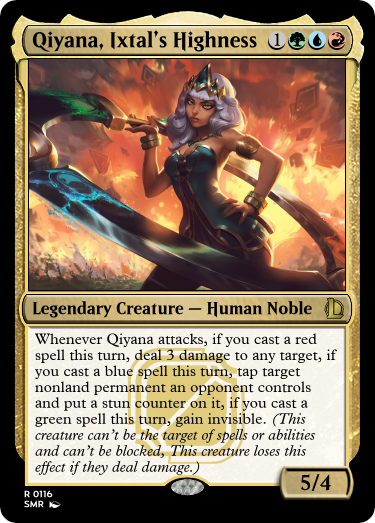 Qiyana, Ixtal's Highness 1
Legendary Creature — Human Noble
Whenever Qiyana attacks, if you cast a red
spell this turn, deal 3 damage to any target, if
you cast a blue spell this turn, tap target
nonland permanent an opponent controls
and put a stun counter on it, if you cast a
green spell this turn, gain invisible. (This
creature can't be the target of spells or abilities
and can't be blocked, This creature loses this
effect if they deal damage.)
5/4
R 0116
SMR